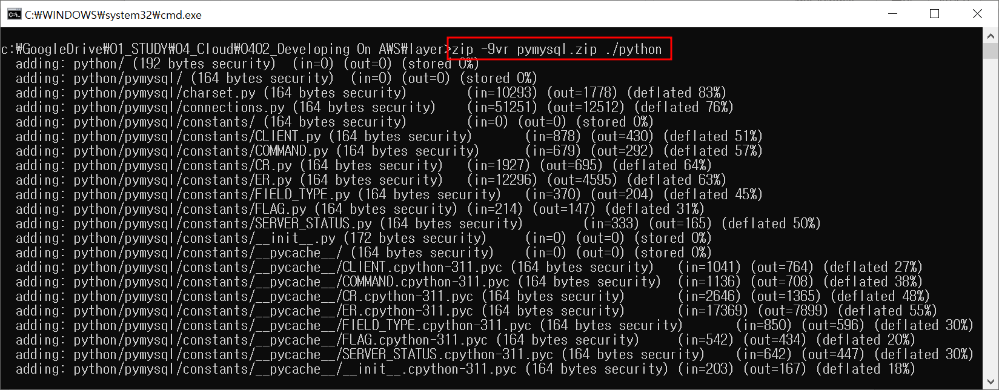 C:₩WINDOWS₩system32₩cmd.exe
c:₩GoogleDrive₩01_STUDY₩04_Cloud₩0402_Developing On AWS₩layer>zip -9vr pymysql.zip ./python
adding: python/ (192 bytes security) (in=0) (out=0) (stored 0%)
adding: python/pymysql/ (164 bytes security) (in=0) (out=0) (stored 0%)
adding: python/pymysql/charset.py (164 bytes security) (in=10293) (out=1778) (deflated 83%)
adding: python/pymysql/connections.py (164 bytes security) (in=51251) (out=12512) (deflated 76%)
adding: python/pymysql/constants/ (164 bytes security) (in=0) (out=0) (stored 0%)
adding: python/pymysql/constants/CLIENT.py (164 bytes security) (in=878) (out=430) (deflated 51%)
adding: python/pymysql/constants/COMMAND.py (164 bytes security) (in=679) (out=292) (deflated 57%)
adding: python/pymysql/constants/CR.py (164 bytes security) (in=1927) (out=695) (deflated 64%)
adding: python/pymysql/constants/ER.py (164 bytes security) (in=12296) (out=4595) (deflated 63%)
adding: python/pymysql/constants/FIELD_TYPE.py (164 bytes security) (in=370) (out=204) (deflated 45%)
adding: python/pymysql/constants/FLAG.py (164 bytes security) (in=214) (out=147) (deflated 31%)
adding: python/pymysql/constants/SERVER_STATUS.py (164 bytes security) (in=333) (out=165) (deflated 50%)
adding: python/pymysql/constants/__init__.py (172 bytes security) (in=0) (out=0) (stored 0%)
adding: python/pymysql/constants/__pycache__/ (164 bytes security) (in=0) (out=0) (stored 0%)
adding: python/pymysql/constants/__pycache__/CLIENT.cpython-311.pyc (164 bytes security) (in=1041) (out=764) (deflated 27%)
adding: python/pymysql/constants/__pycache__/COMMAND.cpython-311.pyc (164 bytes security) (in=1136) (out=708) (deflated 38%)
adding: python/pymysql/constants/__pycache__/CR.cpython-311.pyc (164 bytes security) (in=2646) (out=1365) (deflated 48%)
adding: python/pymysql/constants/__pycache__/ER.cpython-311.pyc (164 bytes security) (in=17369) (out=7899) (deflated 55%)
adding: python/pymysql/constants/__pycache__/FIELD_TYPE.cpython-311.pyc (164 bytes security) (in=850) (out=596) (deflated 30%)
adding: python/pymysql/constants/__pycache__/FLAG.cpython-311.pyc (164 bytes security) (in=542) (out=434) (deflated 20%)
adding: python/pymysql/constants/__pycache__/SERVER_STATUS.cpython-311.pyc (164 bytes security) (in=642) (out=447) (deflated 30%)
adding: python/pymysql/constants/__pycache__/__init__.cpython-311.pyc (164 bytes security) (in=203) (out=167) (deflated 18%)